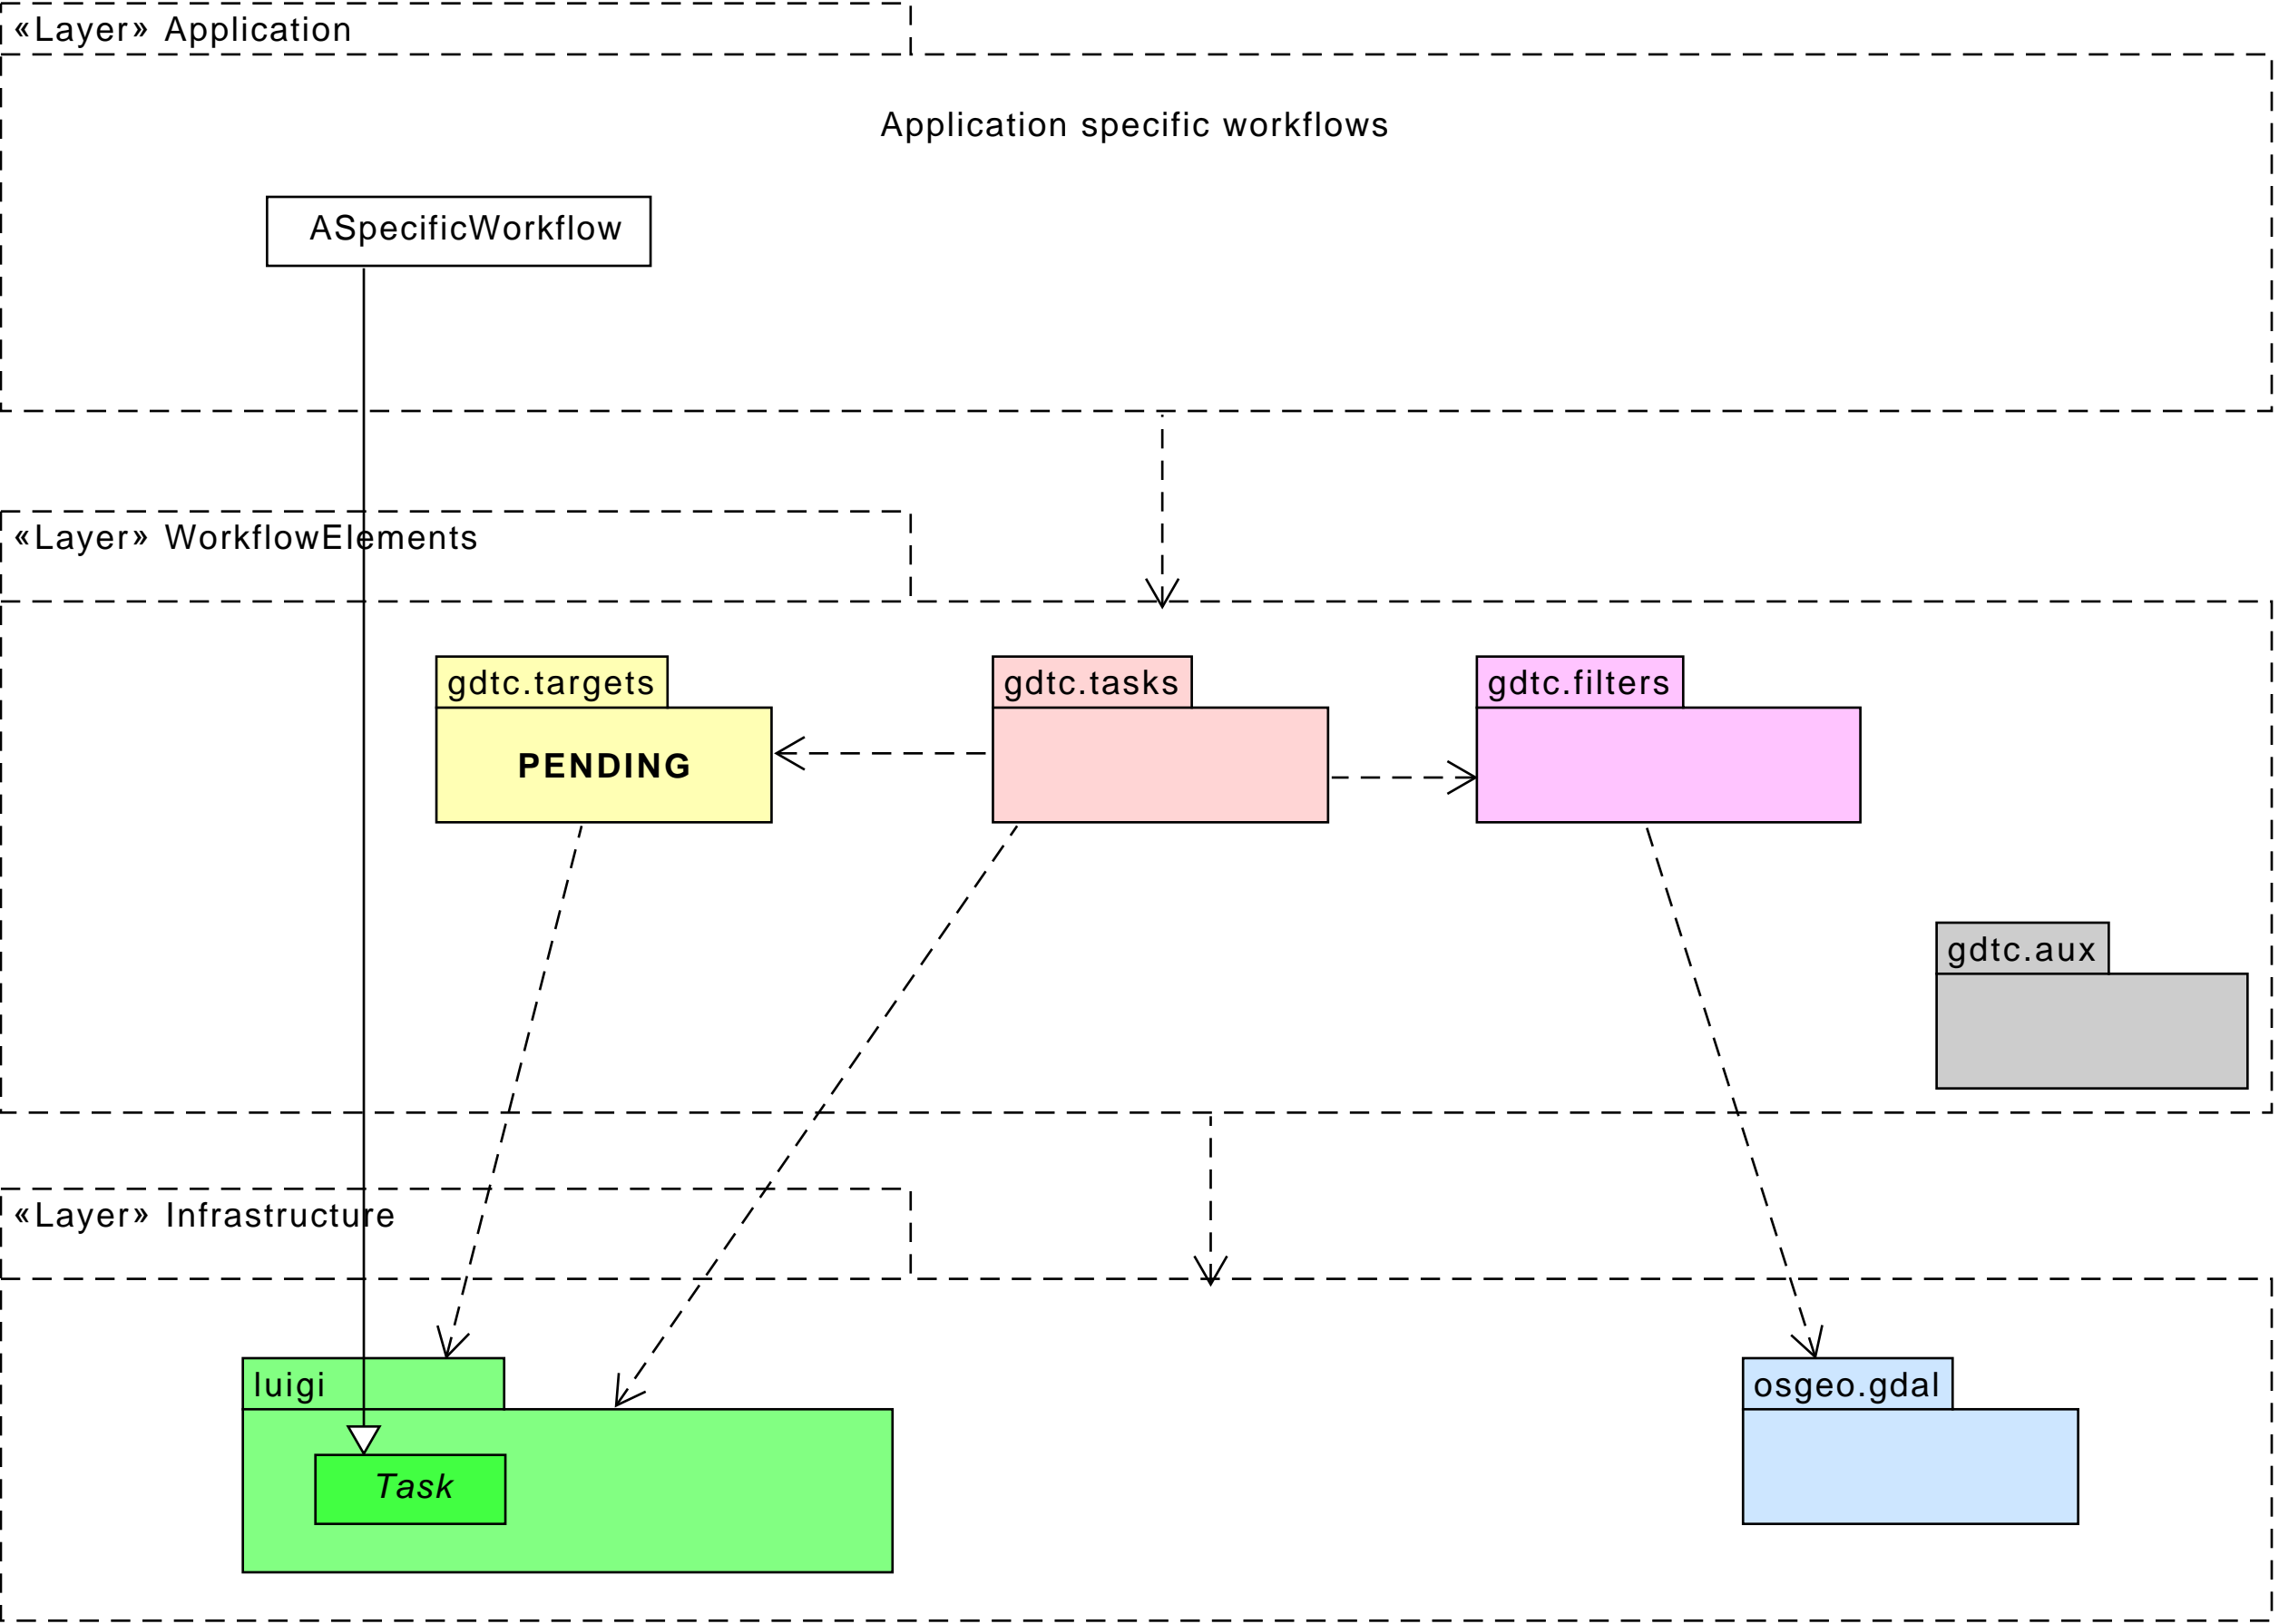 «Layer» Application
Application specific workflows
ASpecificWorkflow
«Layer» WorkflowElements
gdtc.targets
gdtc.tasks
gdtc.filters
PENDING
gdtc.aux
«Layer» Infrastructure
luigi
osgeo.gdal
Task